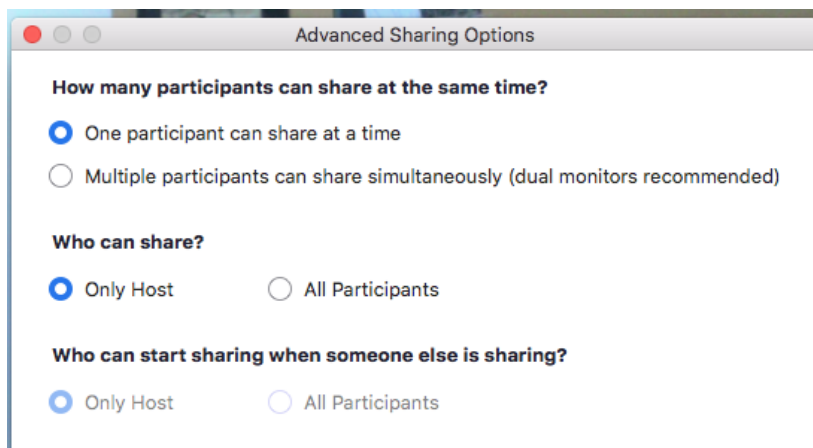 Advanced Sharing Options
How many participants can share at the same time?
One participant can share at a time
Multiple participants can share simultaneously (dual monitors recommended)
Who can share?
Only Host All Participants
Who can start sharing when someone else is sharing?
Only Host All Participants